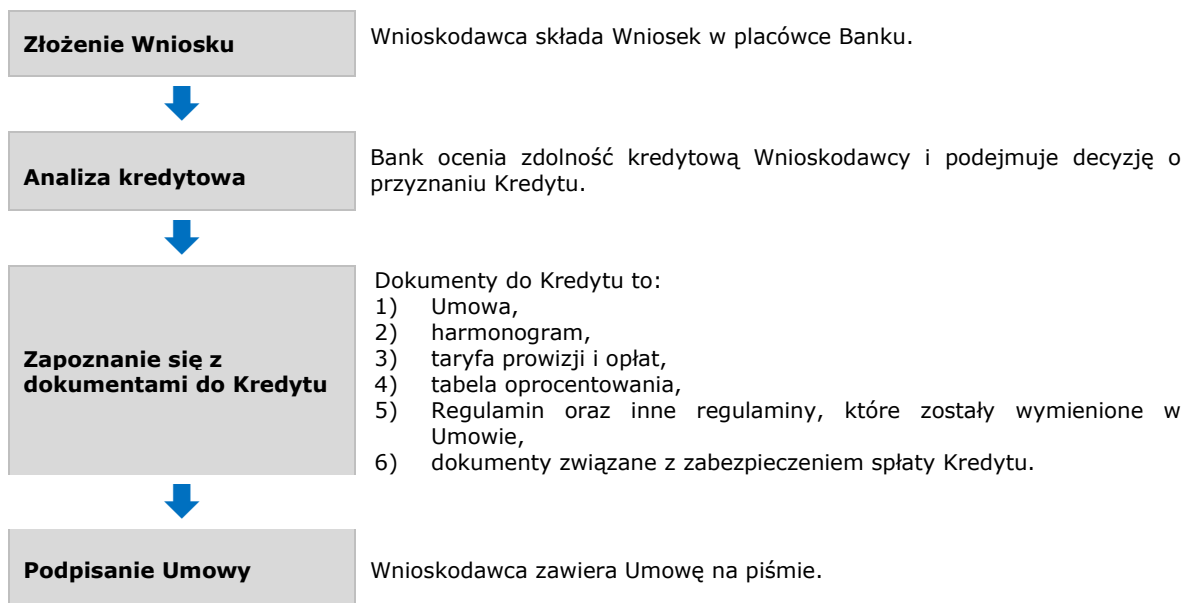 Złożenie Wniosku
Wnioskodawca składa Wniosek w placówce Banku.
Analiza kredytowa
Bank ocenia zdolność kredytową Wnioskodawcy i podejmuje decyzję o
przyznaniu Kredytu.
Zapoznanie się z
dokumentami do Kredytu
Dokumenty do Kredytu to:
1) Umowa,
2) harmonogram,
3) taryfa prowizji i opłat,
4) tabela oprocentowania,
5) Regulamin oraz inne regulaminy, które zostały wymienione w
Umowie,
6) dokumenty związane z zabezpieczeniem spłaty Kredytu.
Podpisanie Umowy
Wnioskodawca zawiera Umowę na piśmie.